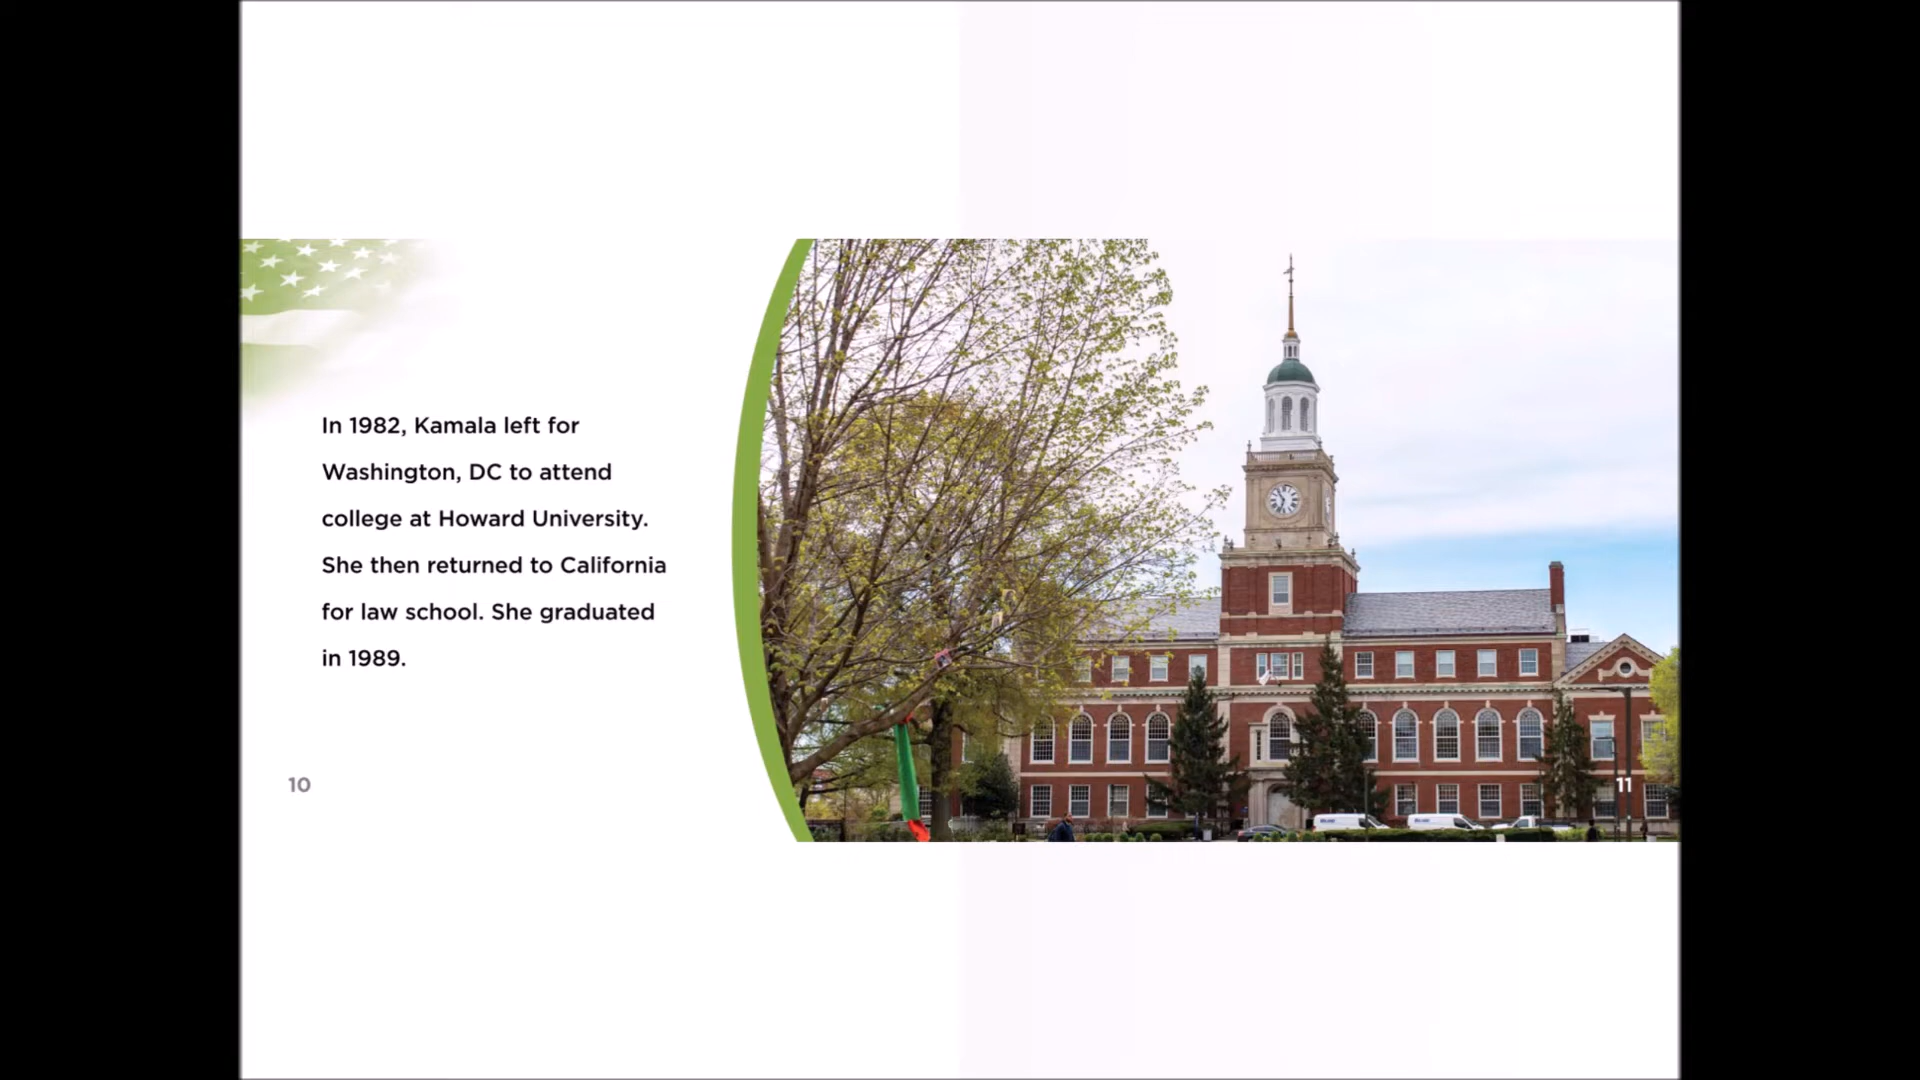 In 1982, Kamala left for
Washington, DC to attend
college at Howard University.
She then returned to California
for law school. She graduated
in 1989.
10
11